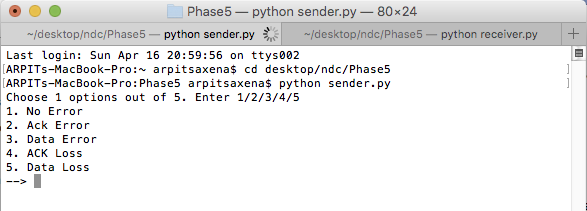 Phase5 — python sender.py — 80×24
~/desktop/ndc/Phase5 — python sender.py
~/desktop/ndc/Phase5 — python receiver.py
+
Last login: Sun Apr 16 20:59:56 on ttys002
[ARPITs-MacBook-Pro:~ arpitsaxena$ cd desktop/ndc/Phase5 ]
[ARPITs-MacBook-Pro:Phase5 arpitsaxena$ python sender.py ]
Choose 1 options out of 5. Enter 1/2/3/4/5
1. No Error
2. Ack Error
3. Data Error
4. ACK Loss
5. Data Loss
-->